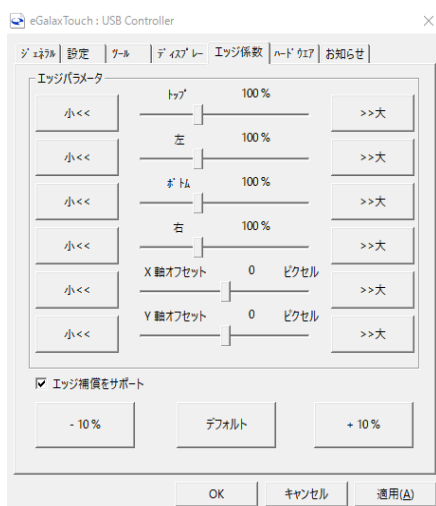 eGalaxTouch : USB Controller
ｼﾞｪﾈﾗﾙ 設定 ﾂｰﾙ ﾃﾞｨｽﾌﾟﾚｰ エッジ係数 ﾊｰﾄﾞｳｴｱ お知らせ
エッジパラメータ
ﾄｯﾌﾟ 100 %
小<< >>大
左 100 %
小<< >>大
ﾎﾞﾄﾑ 100 %
小<< >>大
右 100 %
小<< >>大
X 軸オフセット 0 ピクセル
小<< >>大
Y 軸オフセット 0 ピクセル
小<< >>大
エッジ補償をサポート
- 10 % デフォルト + 10 %
OK キャンセル 適用(A)